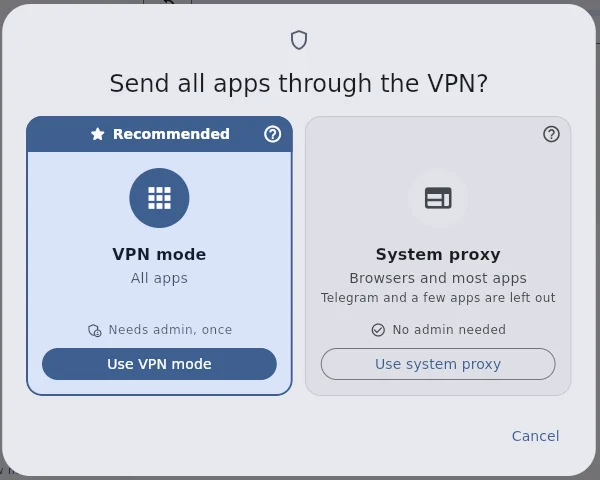 Send all apps through the VPN?
Recommended
VPN mode
All apps
Needs admin, once
Use VPN mode
System proxy
Browsers and most apps
Telegram and a few apps are left out
No admin needed
Use system proxy
Cancel